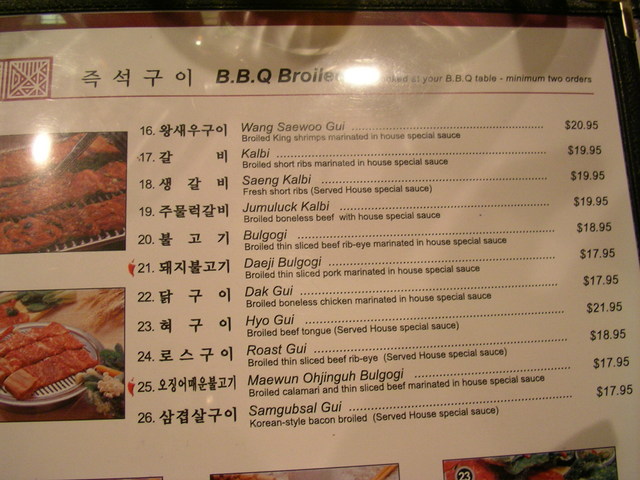 즉석구이 B.B.Q at your B.B.Q table - minimum two orders
16. 왕새우구이 Wang Saewoo Gui $20.95
Broiled King shrimps marinated in house special sauce
17. 갈 비 Kalbi $19.95
Broiled short ribs marinated in house special sauce
18. 생 갈 비 Saeng Kalbi $19.95
Fresh short ribs (Served House special sauce)
19. 주물럭갈비 Jumuluck Kalbi $19.95
Broiled boneless beef with house special sauce
20. 불 고 기 Bulgogi $18.95
Broiled thin sliced beef rib-eye marinated in house special sauce
21. 돼지불고기 Daeji Bulgogi $17.95
Broiled thin sliced pork marinated in house special sauce
22. 닭 구 이 Dak Gui $17.95
Broiled boneless chicken marinated in house special sauce
23. 혀 구 이 Hyo Gui $21.95
Broiled beef tongue (Served House special sauce)
24. 로스구이 Roast Gui $18.95
Broiled thin sliced beef rib-eye (Served House special sauce)
25. 오징어매운불고기 Maewun Ohjinguh Bulgogi $17.95
Broiled calamari and thin sliced beef marinated in house special sauce
26. 삼겹살구이 Samgubsal Gui $17.95
Korean-style bacon broiled (Served House special sauce)
23